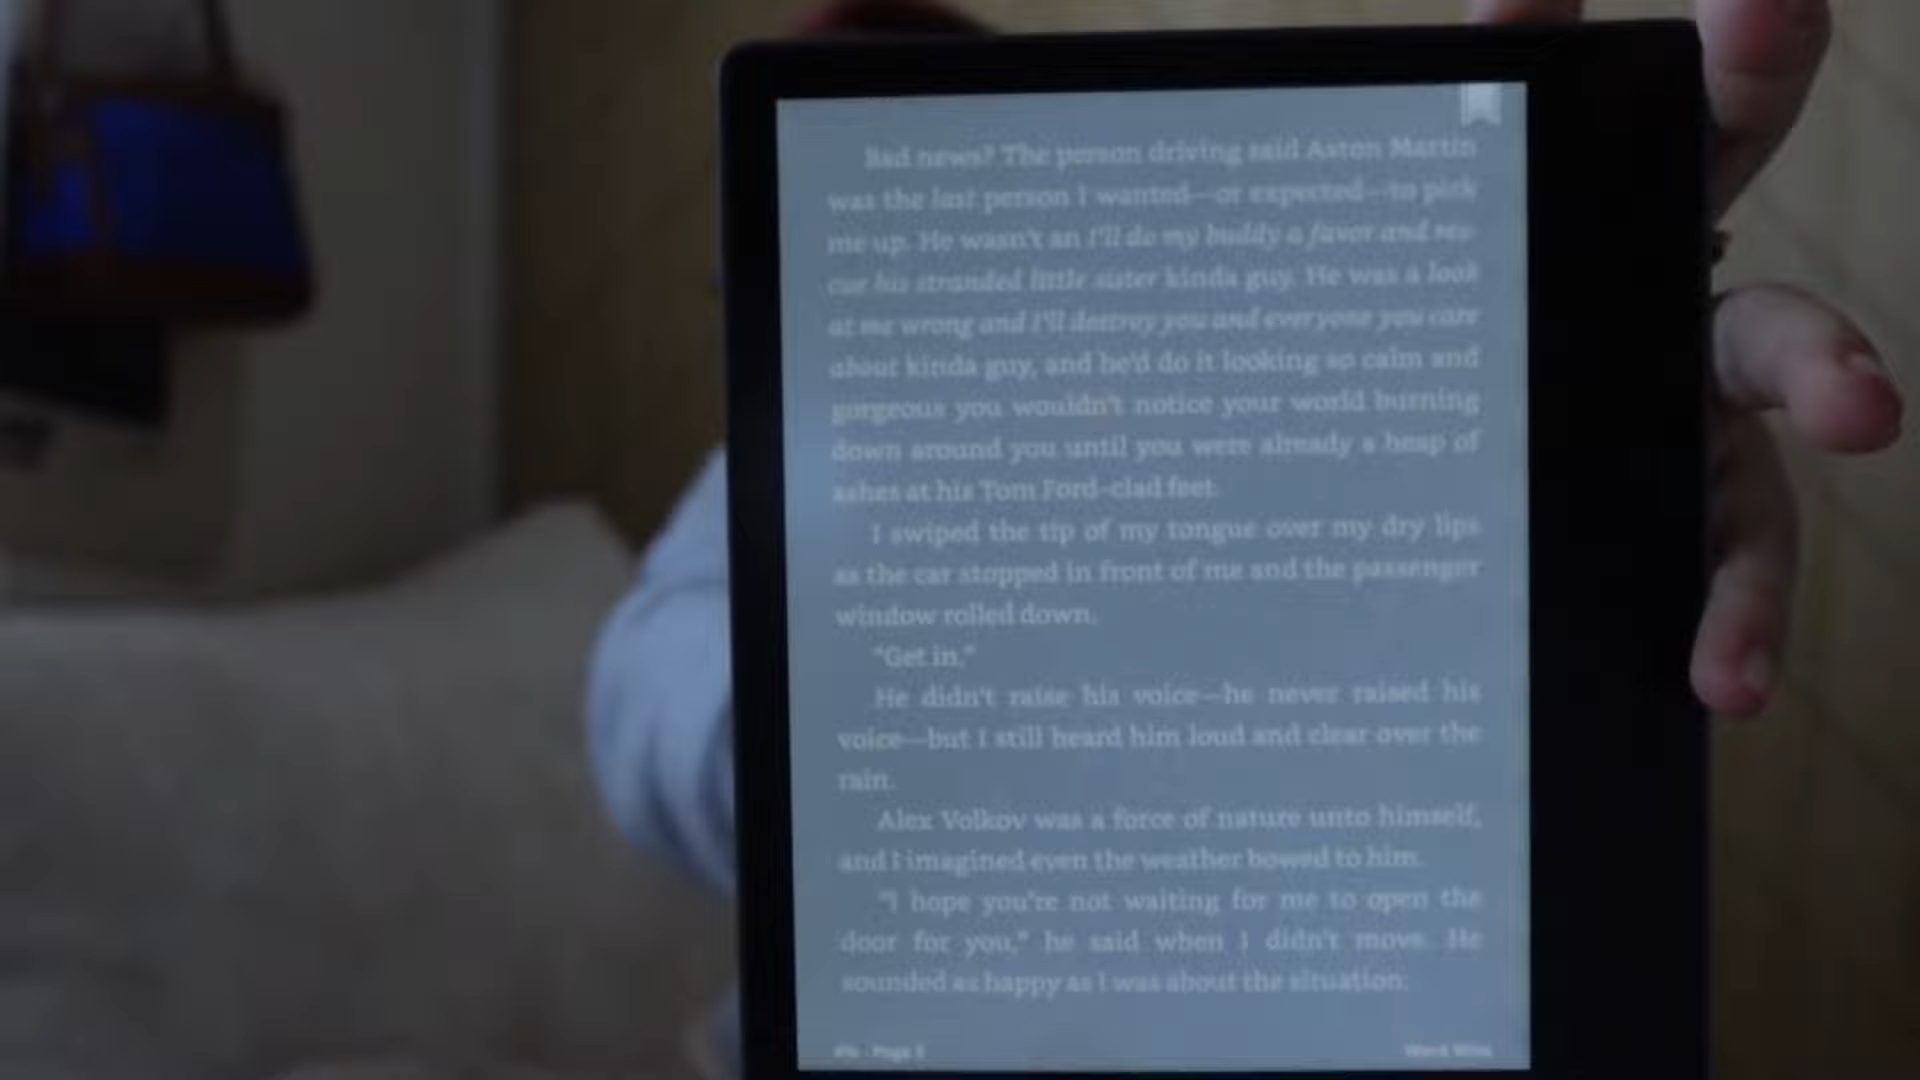 Bad news? The person driving said Aston Martin
was the last person I wanted—or expected—to pick
me up. He wasn't an I'll do my buddy a favor and res-
cue his stranded little sister kinda guy. He was a look
at me wrong and I'll destroy you and everyone you care
about kinda guy, and he'd do it looking so calm and
gorgeous you wouldn't notice your world burning
down around you until you were already a heap of
ashes at his Tom Ford-clad feet.
I swiped the tip of my tongue over my dry lips
as the car stopped in front of me and the passenger
window rolled down.
“Get in.”
He didn't raise his voice—he never raised his
voice—but I still heard him loud and clear over the
rain.
Alex Volkov was a force of nature unto himself,
and I imagined even the weather bowed to him.
“I hope you're not waiting for me to open the
door for you,” he said when I didn't move. He
sounded as happy as I was about the situation.
Page
Word Wise